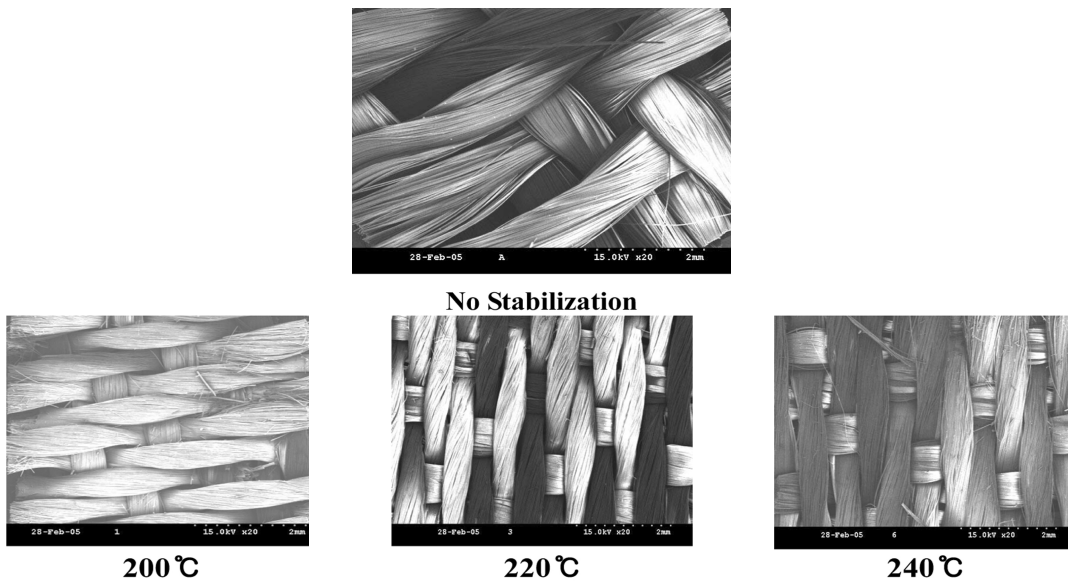 28-Feb-05 A 15.0kV x20 2mm
No Stabilization
28-Feb-05 1 15.0kV x20 2mm
200℃
28-Feb-05 3 15.0kV x20 2mm
220℃
28-Feb-05 6 15.0kV x20 2mm
240℃